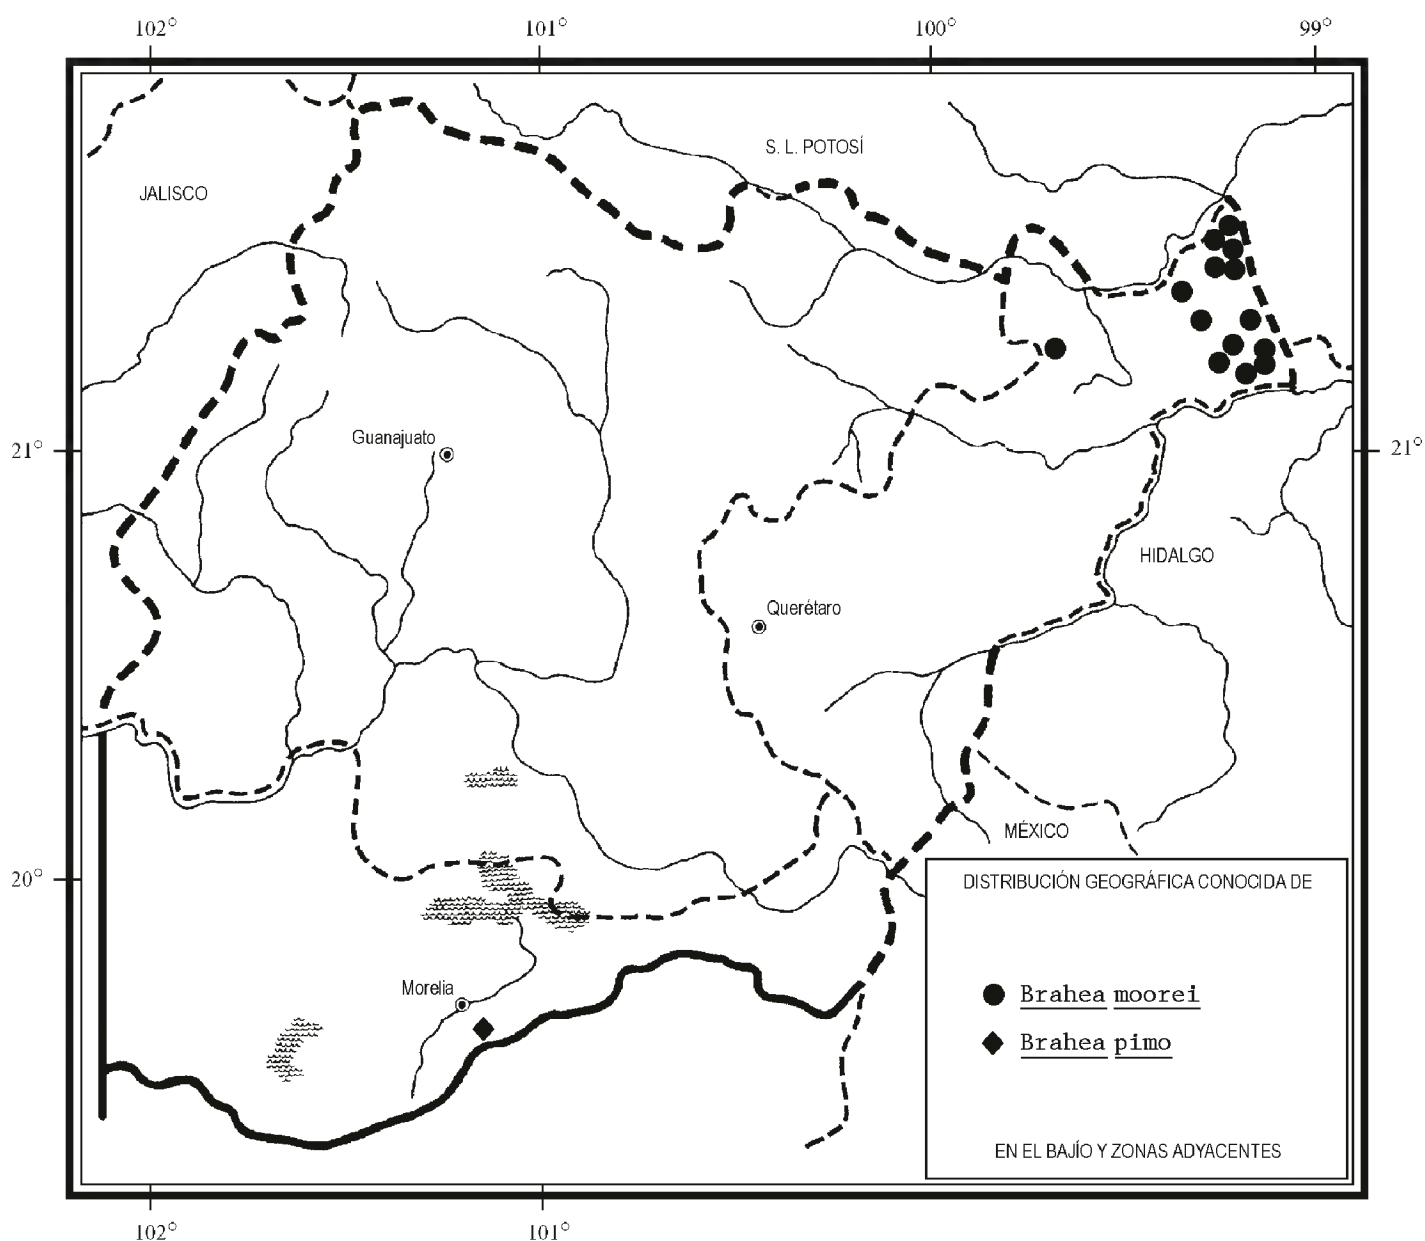 102° 101° 100° 99°
S. L. POTOSÍ
JALISCO
Guanajuato
21° 21°
HIDALGO
Querétaro
MÉXICO
20°
DISTRIBUCIÓN GEOGRÁFICA CONOCIDA DE
Morelia
Brahea moorei
Brahea pimo
EN EL BAJÍO Y ZONAS ADYACENTES
102° 101°